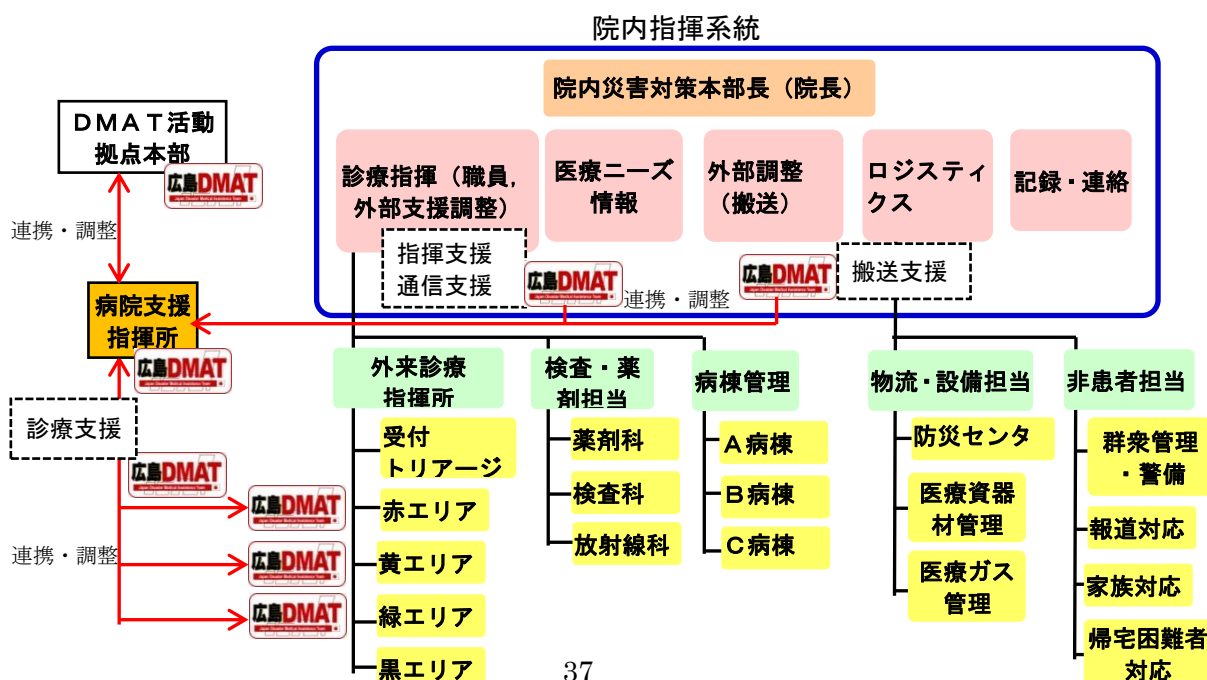 院内指揮系統
院内災害対策本部長（院長）
ＤＭＡＴ活動
拠点本部
広島DMAT
連携・調整
病院支援
指揮所
広島DMAT
診療支援
広島DMAT
連携・調整
広島DMAT
広島DMAT
広島DMAT
診療指揮（職員，
外部支援調整）
医療ニーズ
情報
外部調整
（搬送）
ロジスティ
クス
記録・連絡
指揮支援
通信支援
広島DMAT
連携・調整
広島DMAT
搬送支援
外来診療
指揮所
受付
トリアージ
赤エリア
黄エリア
緑エリア
黒エリア
検査・薬
剤担当
薬剤科
検査科
放射線科
病棟管理
Ａ病棟
Ｂ病棟
Ｃ病棟
物流・設備担当
防災センタ
医療資器
材管理
医療ガス
管理
非患者担当
群衆管理
・警備
報道対応
家族対応
帰宅困難者
対応
37